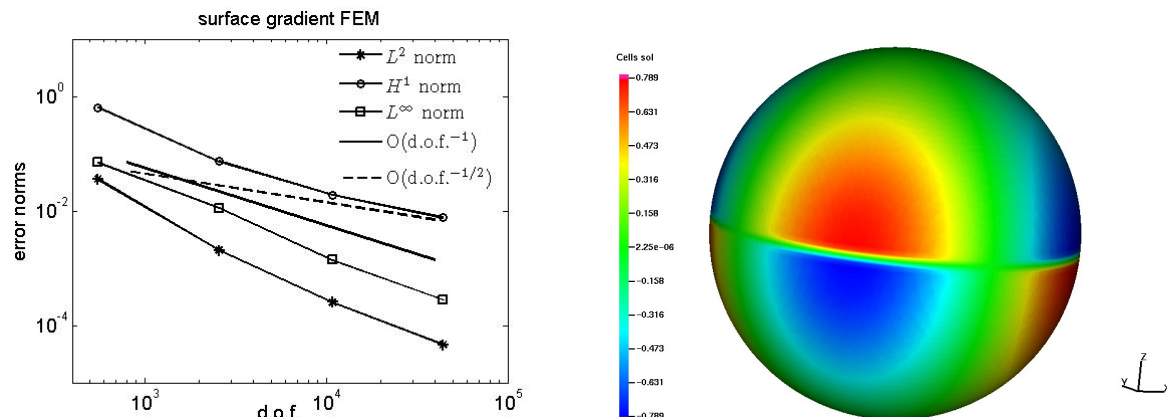 surface gradient FEM
error norms
10^0
10^-2
10^-4
L^2 norm
H^1 norm
L^∞ norm
O(d.o.f.^-1)
O(d.o.f.^-1/2)
10^3
10^4
10^5
d.o.f.
Cells sol
0.789
0.631
0.473
0.316
0.158
2.25e-06
-0.158
-0.316
-0.473
-0.631
-0.789
Z
Y
X